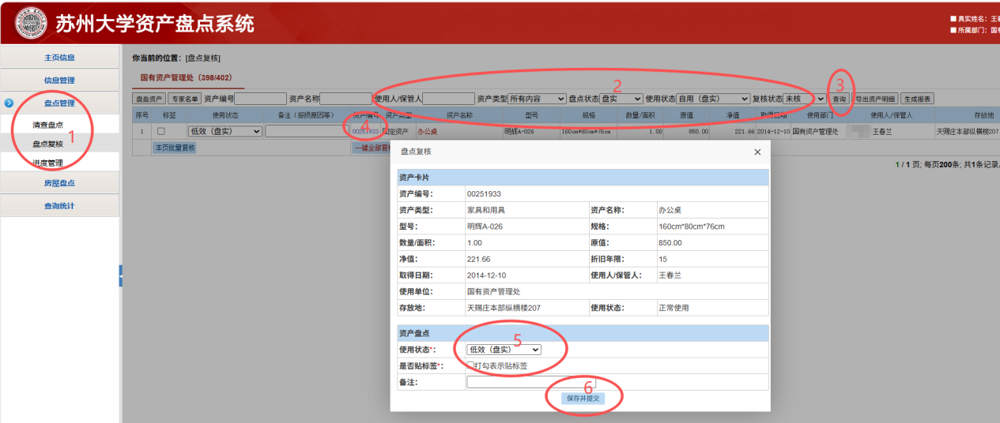 苏州大学资产盘点系统
■真实姓名：王
■所属部门：国
主页信息
信息管理
盘点管理
清查盘点
盘点复核
进度管理
房屋盘点
查询统计
1
你当前的位置：[盘点复核]
国有资产管理处（398/402）
2
3
盘盈资产 专家名单 资产编号 资产名称 使用人/保管人 资产类型 所有内容 盘点状态 盘实 使用状态 自用（盘实） 复核状态 未核 查询 导出资产明细 生成报表
序号 标签 使用状态 备注（报损原因等） 资产编号 资产类型 资产名称 型号 规格 数量/面积 原值 净值 取得日期 使用部门 使用人/保管人 存放地
4
1 低效（盘实） 00251933 固定资产 办公桌 明辉A-026 160cm*80cm*76cm 1.00 850.00 221.66 2014-12-10 国有资产管理处 王春兰 天赐庄本部纵横楼207
本页批量复核 一键全部复
1 / 1 页; 每页200条; 共1条记录
盘点复核 ×
资产卡片
资产编号： 00251933
资产类型： 家具和用具 资产名称： 办公桌
型号： 明辉A-026 规格： 160cm*80cm*76cm
数量/面积： 1.00 原值： 850.00
净值： 221.66 折旧年限： 15
取得日期： 2014-12-10 使用人/保管人： 王春兰
使用单位： 国有资产管理处
存放地： 天赐庄本部纵横楼207 使用状态： 正常使用
资产盘点
5
使用状态*： 低效（盘实）
是否贴标签*： 打勾表示贴标签
备注：
6
保存并提交